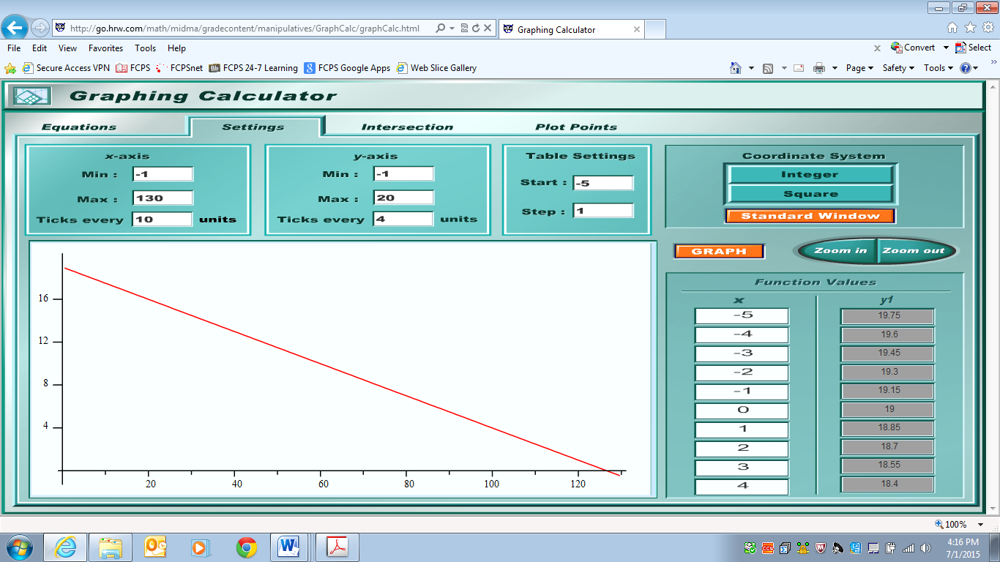 http://go.hrw.com/math/midma/gradecontent/manipulatives/GraphCalc/graphCalc.html
Graphing Calculator
File Edit View Favorites Tools Help
Convert Select
Secure Access VPN FCPS FCPSnet Bb FCPS 24-7 Learning FCPS Google Apps Web Slice Gallery
Page Safety Tools
Graphing Calculator
Equations Settings Intersection Plot Points
x-axis
Min : -1
Max : 130
Ticks every 10 units
y-axis
Min : -1
Max : 20
Ticks every 4 units
Table Settings
Start : -5
Step : 1
Coordinate System
Integer
Square
Standard Window
GRAPH
Zoom in Zoom out
16
12
8
4
20 40 60 80 100 120
Function Values
x y1
-5 19.75
-4 19.6
-3 19.45
-2 19.3
-1 19.15
0 19
1 18.85
2 18.7
3 18.55
4 18.4
100%
4:16 PM
7/1/2015